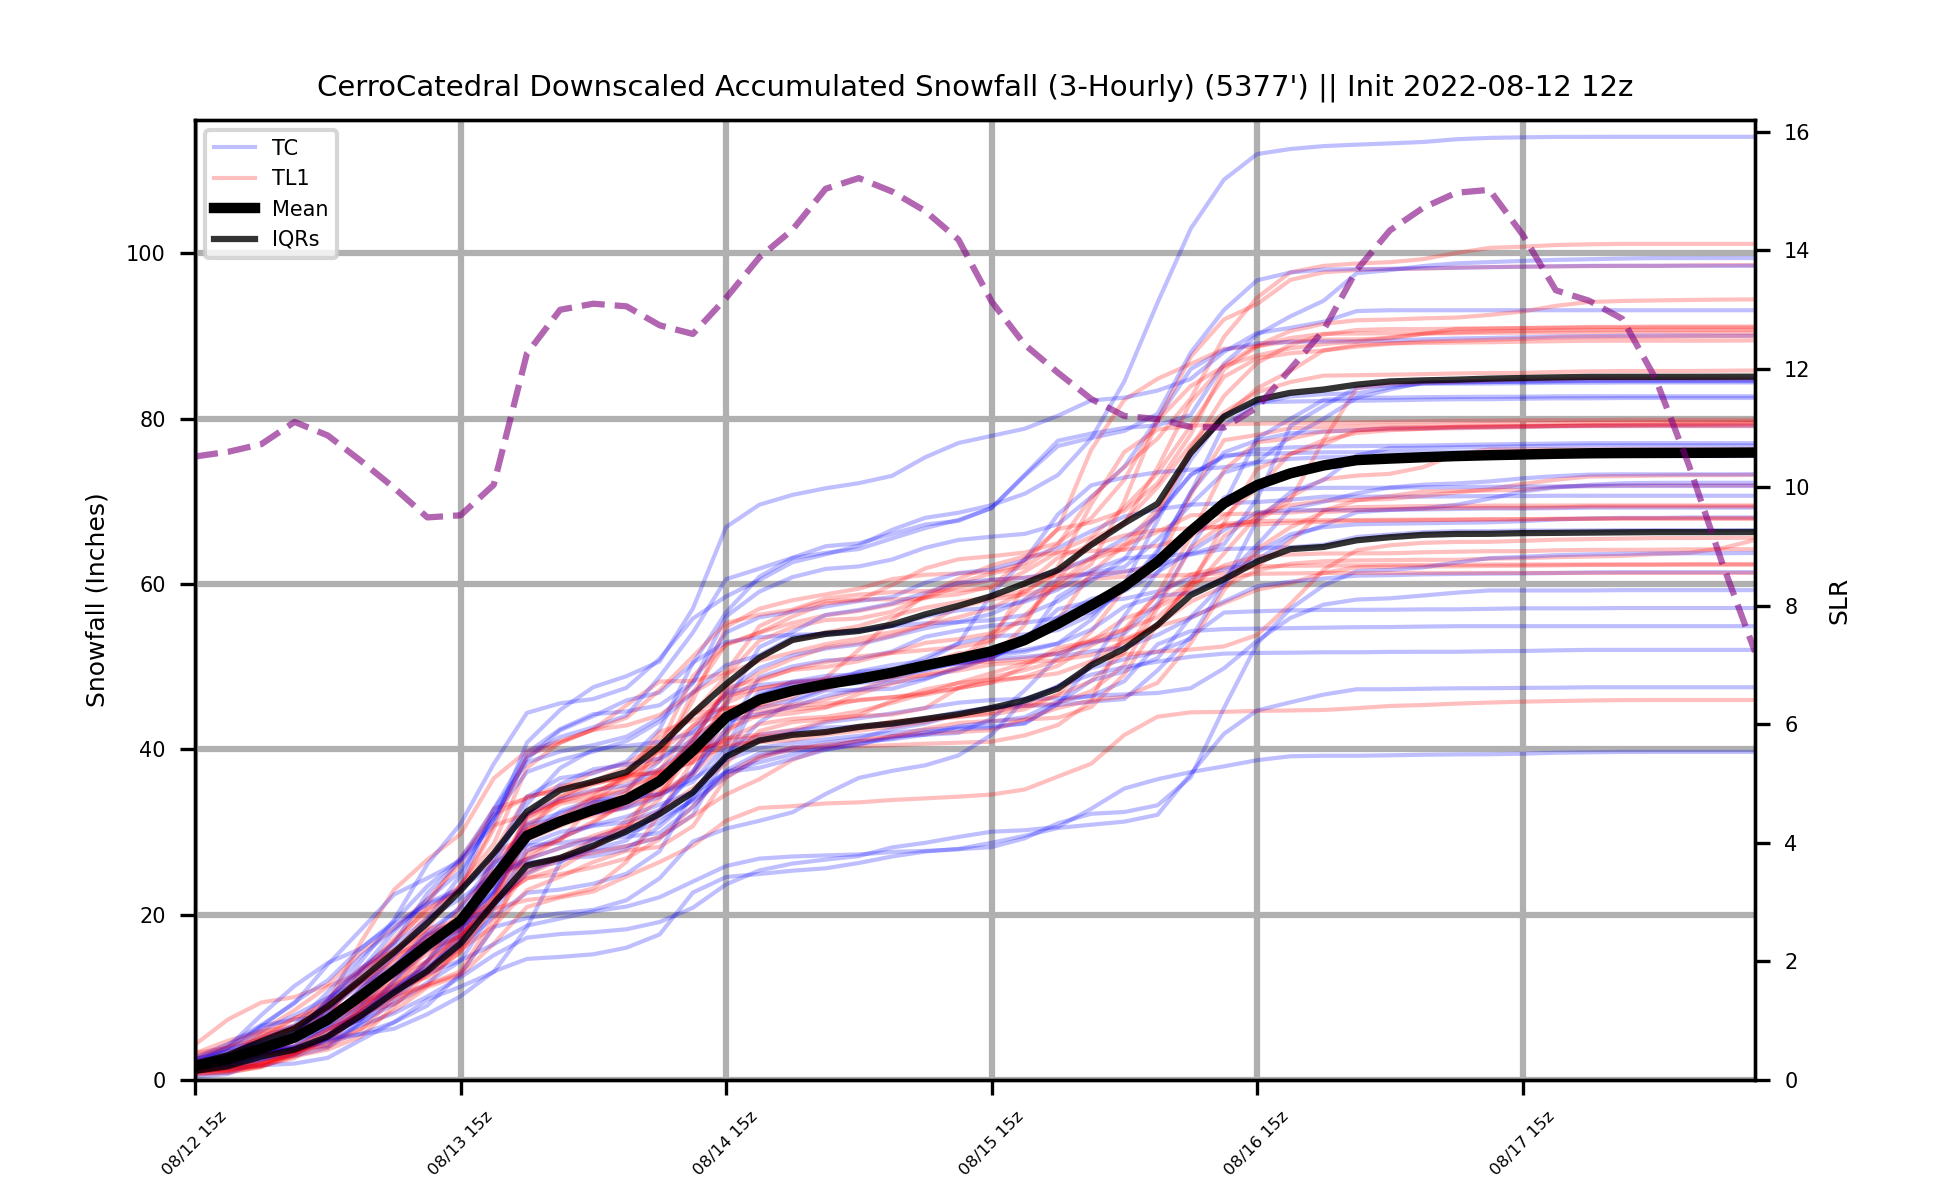 CerroCatedral Downscaled Accumulated Snowfall (3-Hourly) (5377') || Init 2022-08-12 12z
TC
TL1
Mean
IQRs
Snowfall (Inches)
100
80
60
40
20
0
SLR
16
14
12
10
8
6
4
2
0
08/12 15z
08/13 15z
08/14 15z
08/15 15z
08/16 15z
08/17 15z